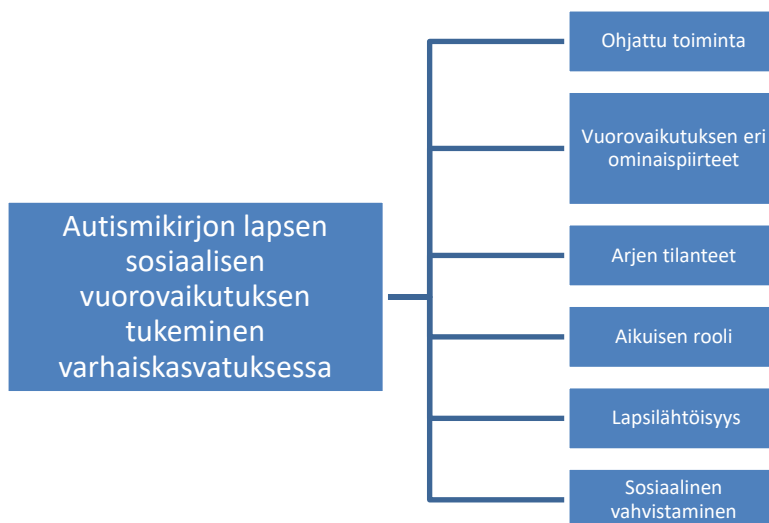 Autismikirjon lapsen
sosiaalisen
vuorovaikutuksen
tukeminen
varhaiskasvatuksessa
Ohjattu toiminta
Vuorovaikutuksen eri
ominaispiirteet
Arjen tilanteet
Aikuisen rooli
Lapsilähtöisyys
Sosiaalinen
vahvistaminen